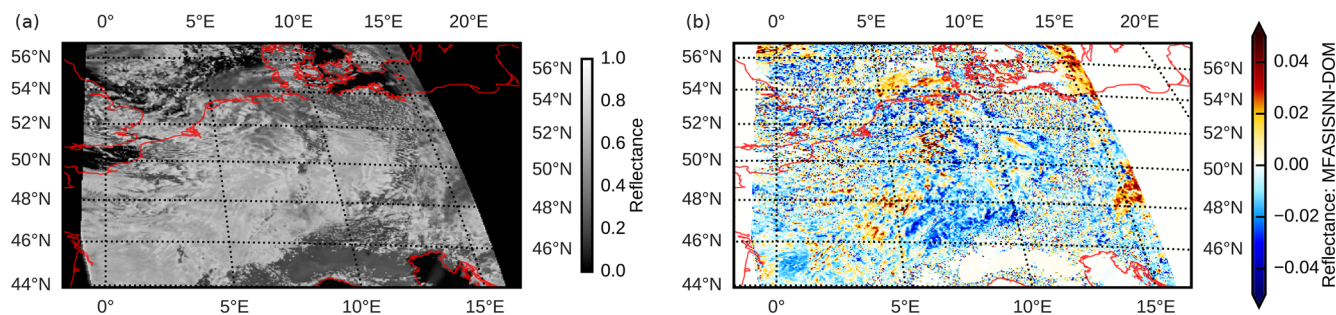 (a) 0° 5°E 10°E 15°E 20°E
56°N
54°N
52°N
50°N
48°N
46°N
44°N
56°N
54°N
52°N
50°N
48°N
46°N
0° 5°E 10°E 15°E
1.0
0.8
0.6
0.4
0.2
0.0
Reflectance
(b) 0° 5°E 10°E 15°E 20°E
56°N
54°N
52°N
50°N
48°N
46°N
44°N
56°N
54°N
52°N
50°N
48°N
46°N
0° 5°E 10°E 15°E
0.04
0.02
0.00
−0.02
−0.04
Reflectance: MFASISNN-DOM